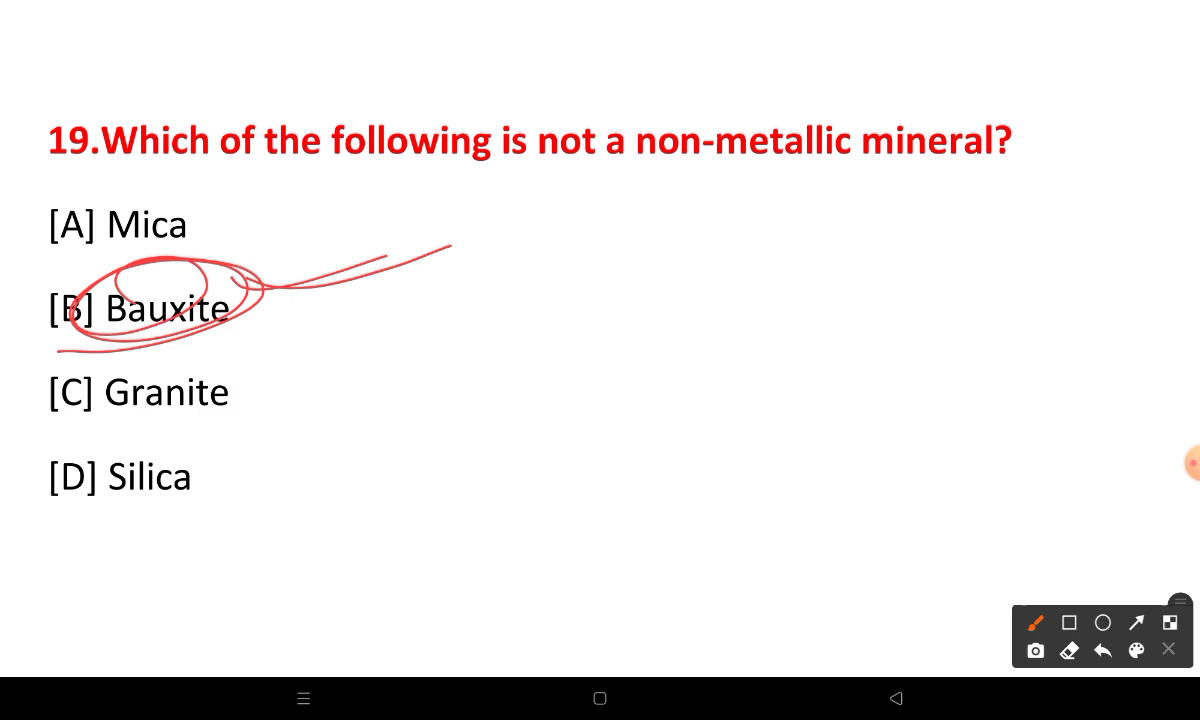 19.Which of the following is not a non-metallic mineral?
[A] Mica
[B] Bauxite
[C] Granite
[D] Silica